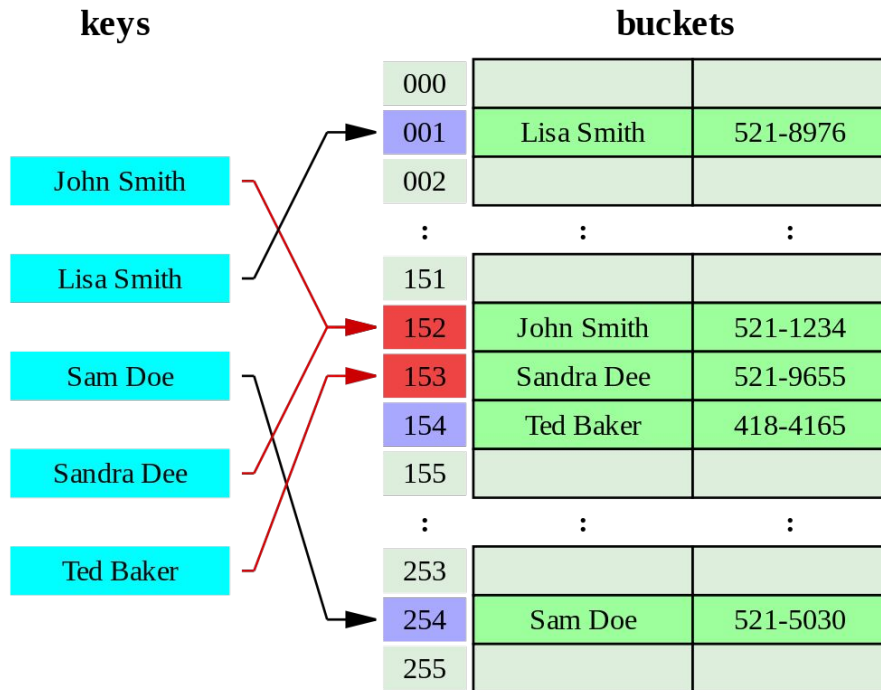 keys
buckets
John Smith
Lisa Smith
Sam Doe
Sandra Dee
Ted Baker
000
001 Lisa Smith 521-8976
002
: : :
151
152 John Smith 521-1234
153 Sandra Dee 521-9655
154 Ted Baker 418-4165
155
: : :
253
254 Sam Doe 521-5030
255